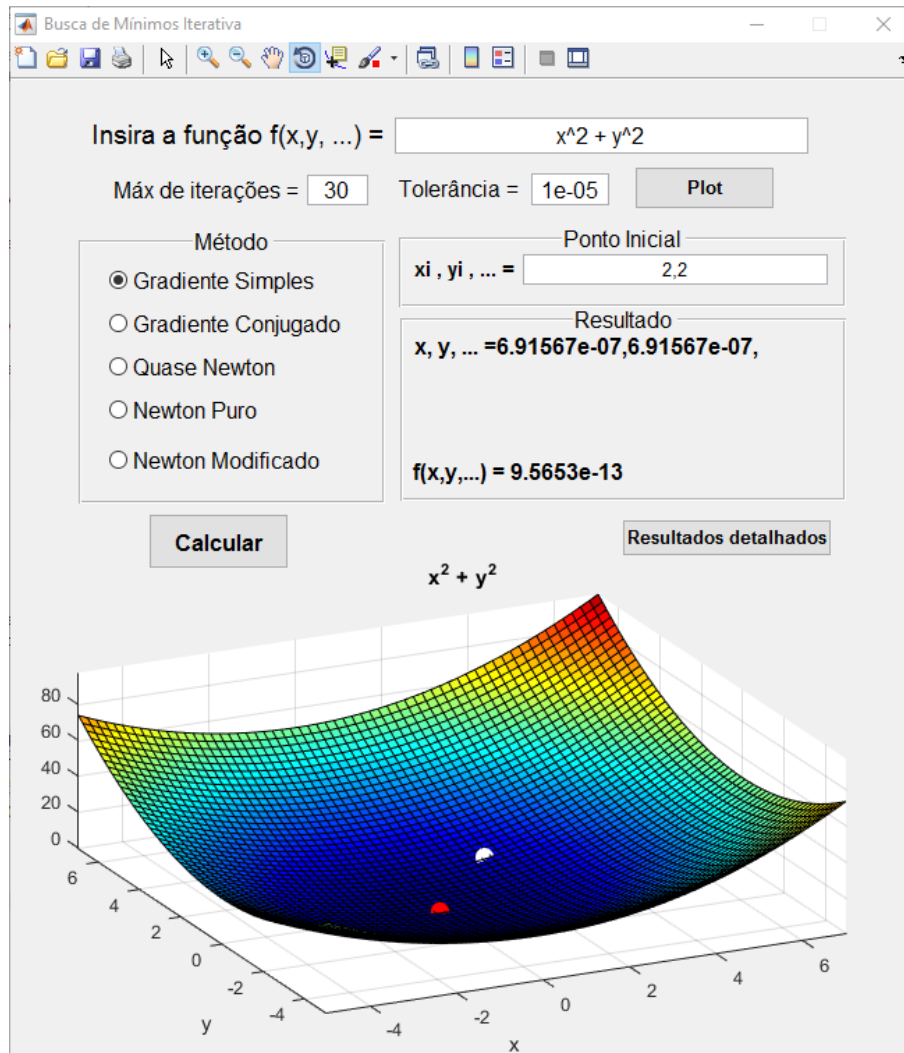 Busca de Mínimos Iterativa
Insira a função f(x,y, ...) = x^2 + y^2
Máx de iterações = 30 Tolerância = 1e-05 Plot
Método
Gradiente Simples
Gradiente Conjugado
Quase Newton
Newton Puro
Newton Modificado
Ponto Inicial
xi , yi , ... = 2,2
Resultado
x, y, ... =6.91567e-07,6.91567e-07,
f(x,y,...) = 9.5653e-13
Calcular
Resultados detalhados
x² + y²
80
60
40
20
0
6
4
2
0
-2
-4
y
-4
-2
0
2
4
6
x